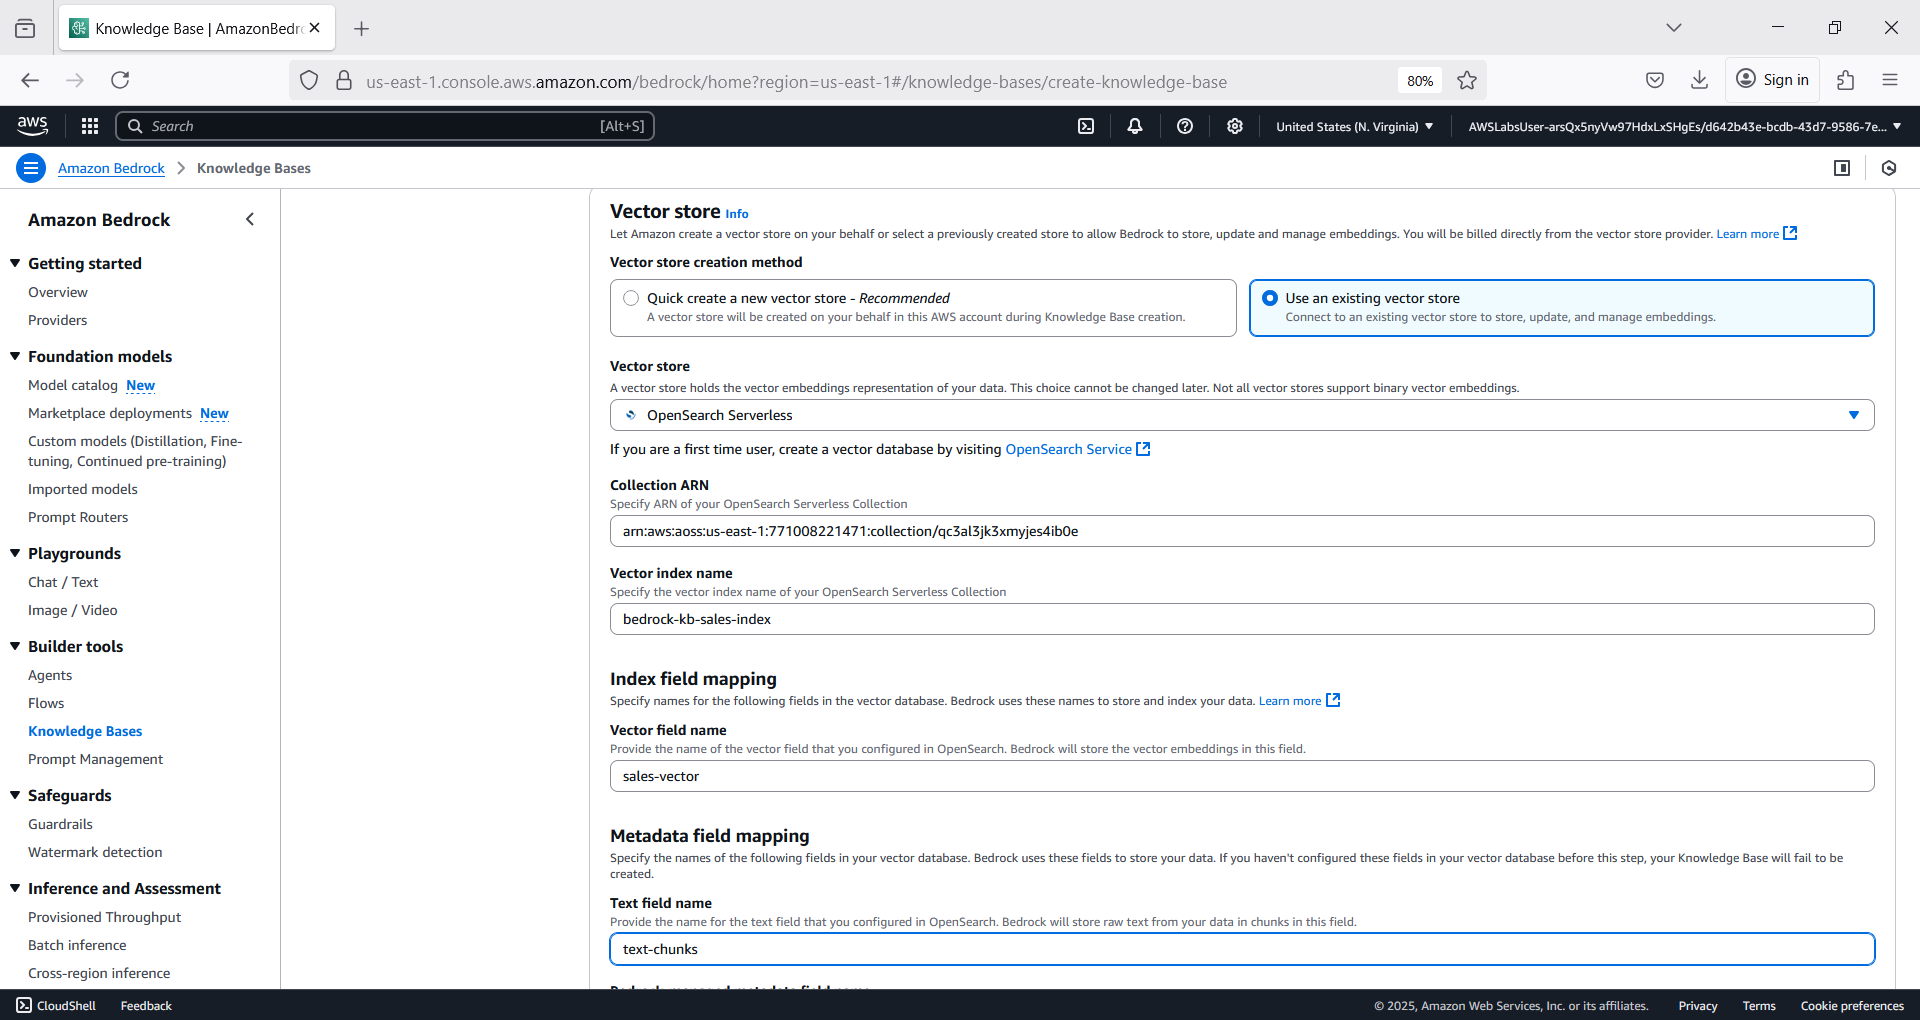 Knowledge Base | AmazonBedr
us-east-1.console.aws.amazon.com/bedrock/home?region=us-east-1#/knowledge-bases/create-knowledge-base
80%
Sign in
aws
Search
[Alt+S]
United States (N. Virginia)
AWSLabsUser-arsQx5nyVw97HdxLxSHgEs/d642b43e-bcdb-43d7-9586-7e...
Amazon Bedrock
Knowledge Bases
Amazon Bedrock
Getting started
Overview
Providers
Foundation models
Model catalog New
Marketplace deployments New
Custom models (Distillation, Fine-
tuning, Continued pre-training)
Imported models
Prompt Routers
Playgrounds
Chat / Text
Image / Video
Builder tools
Agents
Flows
Knowledge Bases
Prompt Management
Safeguards
Guardrails
Watermark detection
Inference and Assessment
Provisioned Throughput
Batch inference
Cross-region inference
Vector store Info
Let Amazon create a vector store on your behalf or select a previously created store to allow Bedrock to store, update and manage embeddings. You will be billed directly from the vector store provider. Learn more
Vector store creation method
Quick create a new vector store - Recommended
A vector store will be created on your behalf in this AWS account during Knowledge Base creation.
Use an existing vector store
Connect to an existing vector store to store, update, and manage embeddings.
Vector store
A vector store holds the vector embeddings representation of your data. This choice cannot be changed later. Not all vector stores support binary vector embeddings.
OpenSearch Serverless
If you are a first time user, create a vector database by visiting OpenSearch Service
Collection ARN
Specify ARN of your OpenSearch Serverless Collection
arn:aws:aoss:us-east-1:771008221471:collection/qc3al3jk3xmyjes4ib0e
Vector index name
Specify the vector index name of your OpenSearch Serverless Collection
bedrock-kb-sales-index
Index field mapping
Specify names for the following fields in the vector database. Bedrock uses these names to store and index your data. Learn more
Vector field name
Provide the name of the vector field that you configured in OpenSearch. Bedrock will store the vector embeddings in this field.
sales-vector
Metadata field mapping
Specify the names of the following fields in your vector database. Bedrock uses these fields to store your data. If you haven't configured these fields in your vector database before this step, your Knowledge Base will fail to be
created.
Text field name
Provide the name for the text field that you configured in OpenSearch. Bedrock will store raw text from your data in chunks in this field.
text-chunks
CloudShell
Feedback
© 2025, Amazon Web Services, Inc. or its affiliates.
Privacy
Terms
Cookie preferences